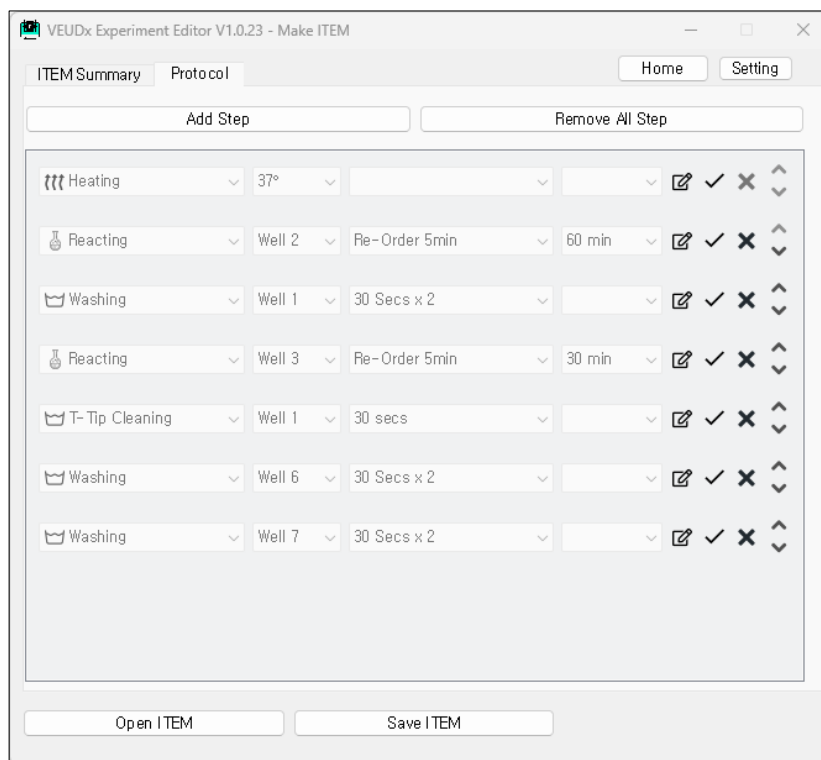 VEUDx Experiment Editor V1.0.23 - Make ITEM
ITEM Summary Protocol Home Setting
Add Step Remove All Step
Heating 37° 
Reacting Well 2 Re-Order 5min 60 min
Washing Well 1 30 Secs x 2
Reacting Well 3 Re-Order 5min 30 min
T-Tip Cleaning Well 1 30 secs
Washing Well 6 30 Secs x 2
Washing Well 7 30 Secs x 2
Open ITEM Save ITEM